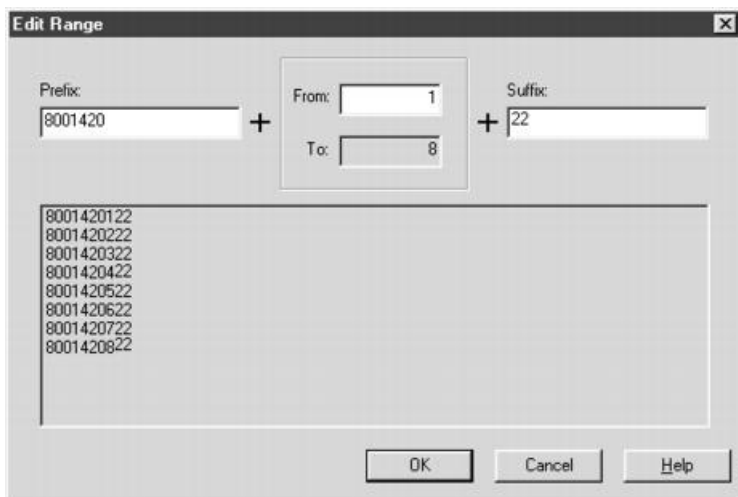 Edit Range
Prefix:
8001420
+
From: 1
To: 8
+
Suffix:
22
8001420122
8001420222
8001420322
8001420422
8001420522
8001420622
8001420722
8001420822
OK Cancel Help